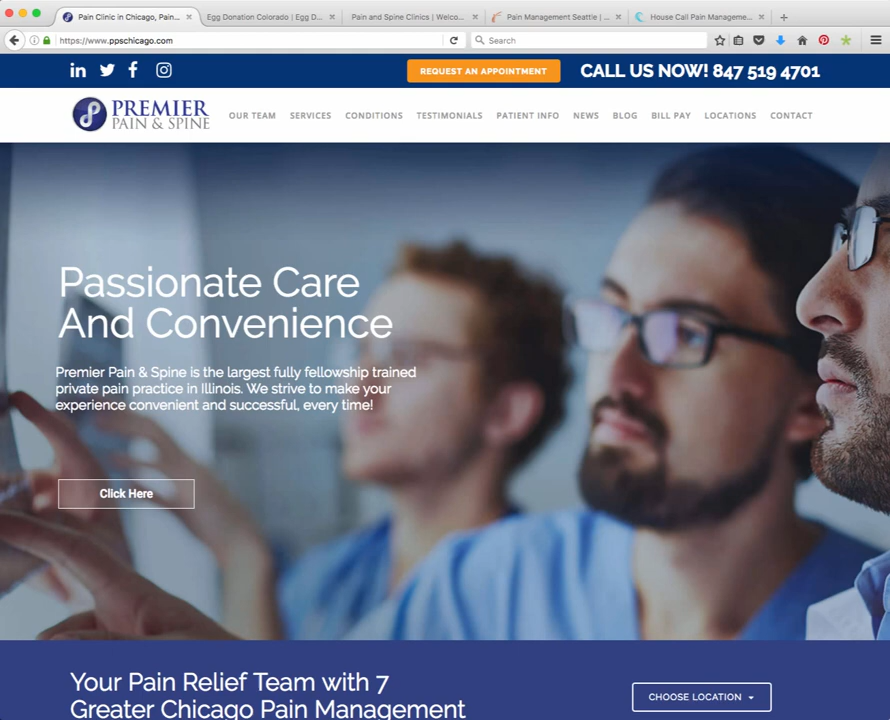 Pain Clinic in Chicago, Pain...
Egg Donation Colorado | Egg D...
Pain and Spine Clinics | Welco...
Pain Management Seattle | ...
House Call Pain Manageme...
https://www.ppschicago.com
Search
REQUEST AN APPOINTMENT
CALL US NOW! 847 519 4701
PREMIER
PAIN & SPINE
OUR TEAM
SERVICES
CONDITIONS
TESTIMONIALS
PATIENT INFO
NEWS
BLOG
BILL PAY
LOCATIONS
CONTACT
Passionate Care
And Convenience
Premier Pain & Spine is the largest fully fellowship trained
private pain practice in Illinois. We strive to make your
experience convenient and successful, every time!
Click Here
Your Pain Relief Team with 7
Greater Chicago Pain Management
CHOOSE LOCATION